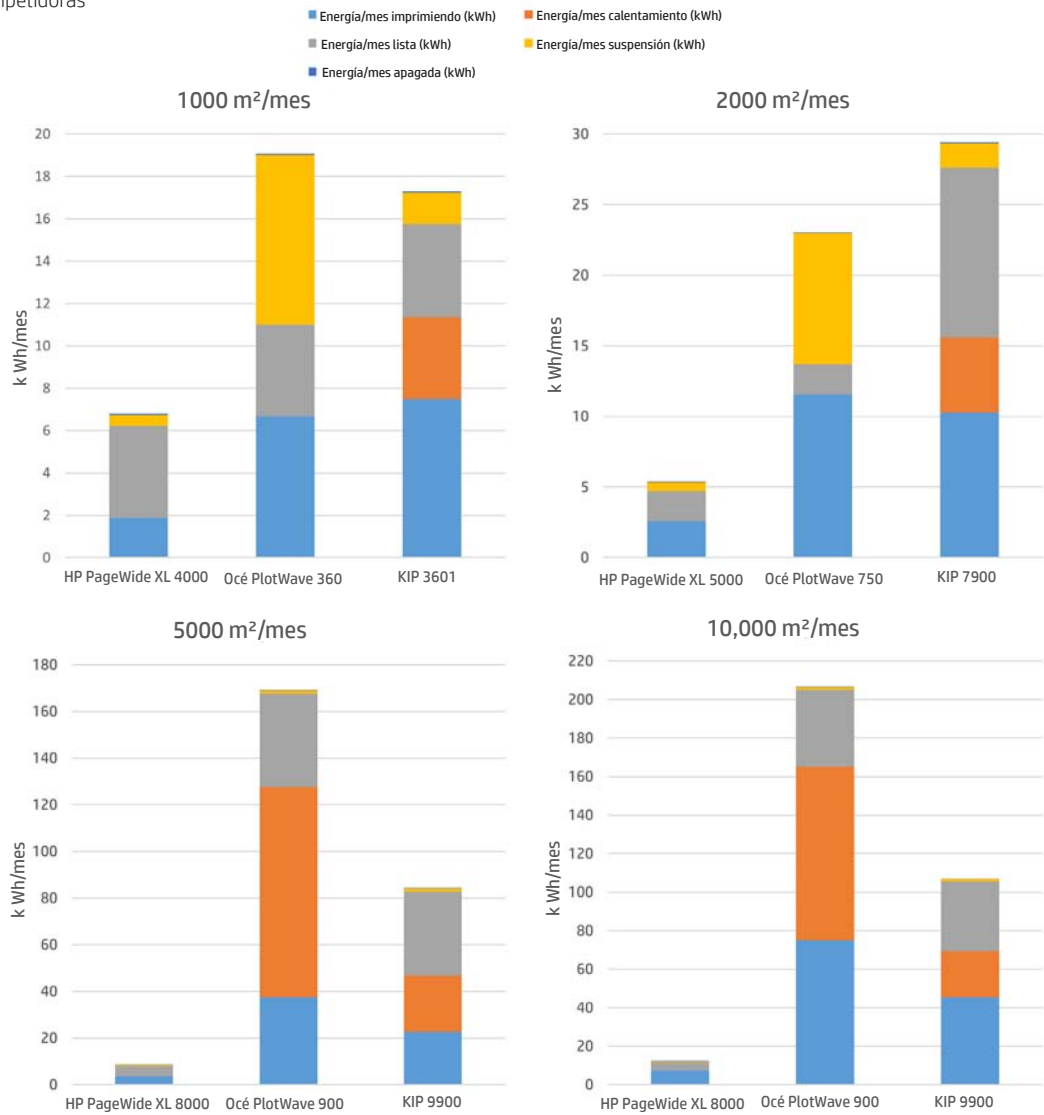 petidoras
Energía/mes imprimiendo (kWh)
Energía/mes calentamiento (kWh)
Energía/mes lista (kWh)
Energía/mes suspensión (kWh)
Energía/mes apagada (kWh)
1000 m²/mes
20
18
16
14
12
10
8
6
4
2
0
k Wh/mes
HP PageWide XL 4000
Océ PlotWave 360
KIP 3601
2000 m²/mes
30
25
20
15
10
5
0
k Wh/mes
HP PageWide XL 5000
Océ PlotWave 750
KIP 7900
5000 m²/mes
180
160
140
120
100
80
60
40
20
0
k Wh/mes
HP PageWide XL 8000
Océ PlotWave 900
KIP 9900
10,000 m²/mes
220
200
180
160
140
120
100
80
60
40
20
0
k Wh/mes
HP PageWide XL 8000
Océ PlotWave 900
KIP 9900